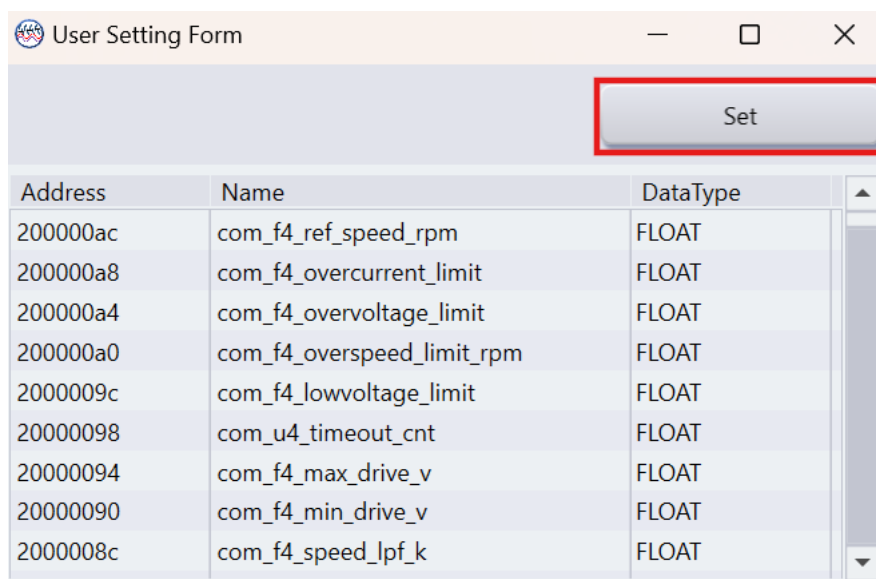 User Setting Form
Set
Address Name DataType
200000ac com_f4_ref_speed_rpm FLOAT
200000a8 com_f4_overcurrent_limit FLOAT
200000a4 com_f4_overvoltage_limit FLOAT
200000a0 com_f4_overspeed_limit_rpm FLOAT
2000009c com_f4_lowvoltage_limit FLOAT
20000098 com_u4_timeout_cnt FLOAT
20000094 com_f4_max_drive_v FLOAT
20000090 com_f4_min_drive_v FLOAT
2000008c com_f4_speed_lpf_k FLOAT